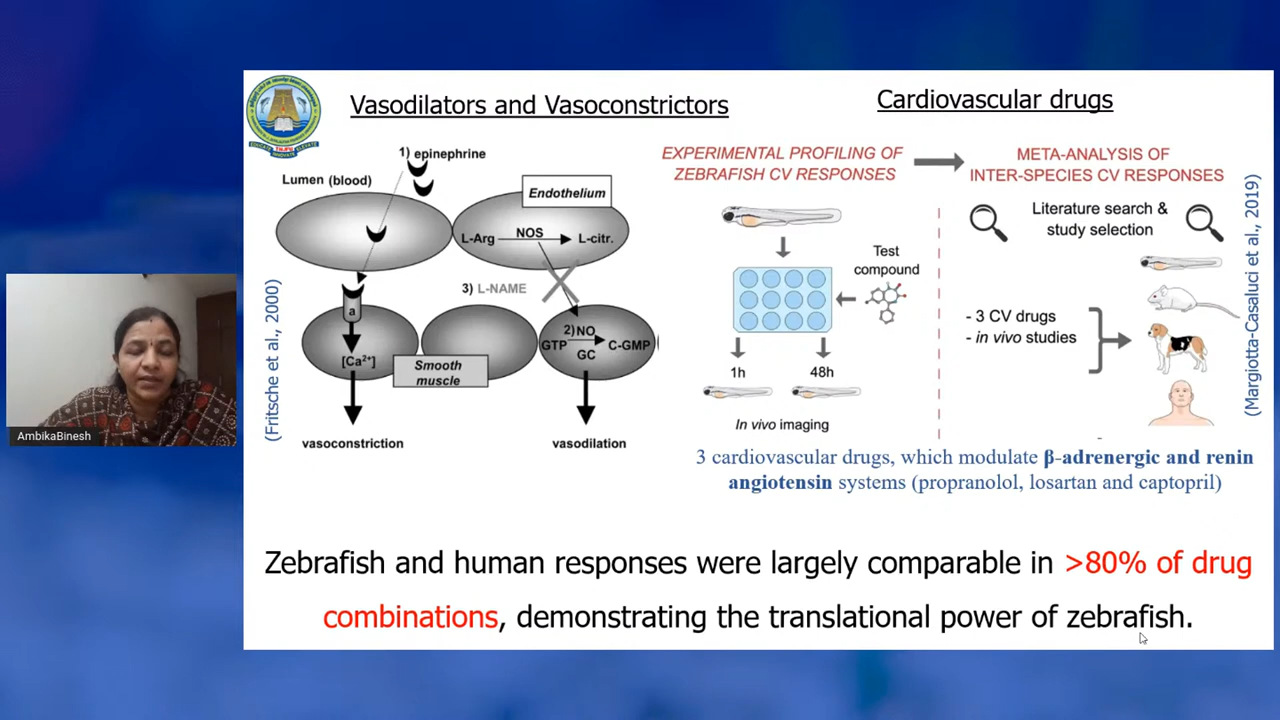 Vasodilators and Vasoconstrictors
1) epinephrine
Lumen (blood)
Endothelium
L-Arg
NOS
L-citr.
3) L-NAME
a
[Ca²⁺]
Smooth
muscle
2) NO
GTP
GC
C-GMP
vasoconstriction
vasodilation
(Fritsche et al., 2000)
Cardiovascular drugs
EXPERIMENTAL PROFILING OF
ZEBRAFISH CV RESPONSES
META-ANALYSIS OF
INTER-SPECIES CV RESPONSES
Test
compound
1h
48h
In vivo imaging
Literature search &
study selection
- 3 CV drugs
- in vivo studies
(Margiotta-Casaluci et al., 2019)
3 cardiovascular drugs, which modulate β-adrenergic and renin
angiotensin systems (propranolol, losartan and captopril)
Zebrafish and human responses were largely comparable in >80% of drug
combinations, demonstrating the translational power of zebrafish.
AmbikaBinesh